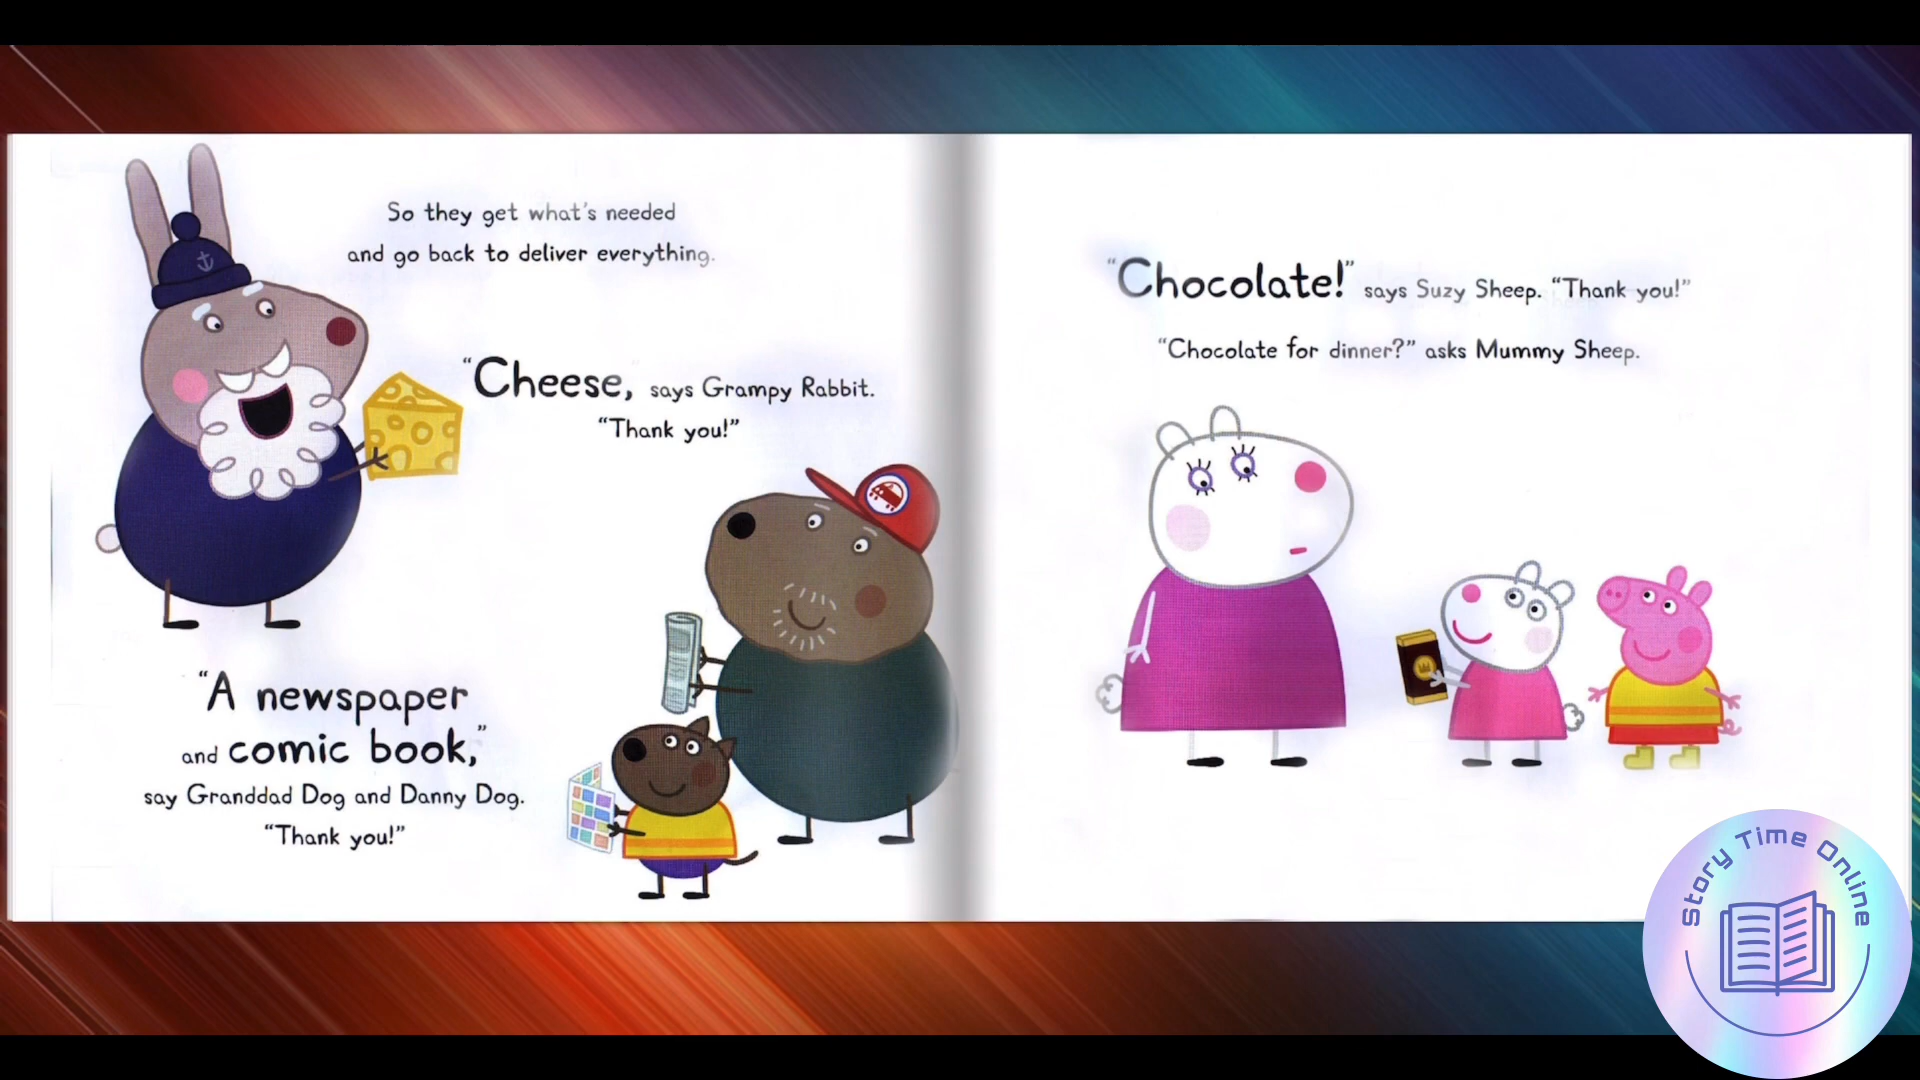 So they get what's needed
and go back to deliver everything.
“Cheese, says Grampy Rabbit.
“Thank you!”
“A newspaper
and comic book,”
say Granddad Dog and Danny Dog.
“Thank you!”
“Chocolate!” says Suzy Sheep. “Thank you!”
“Chocolate for dinner?” asks Mummy Sheep.
Story Time Online